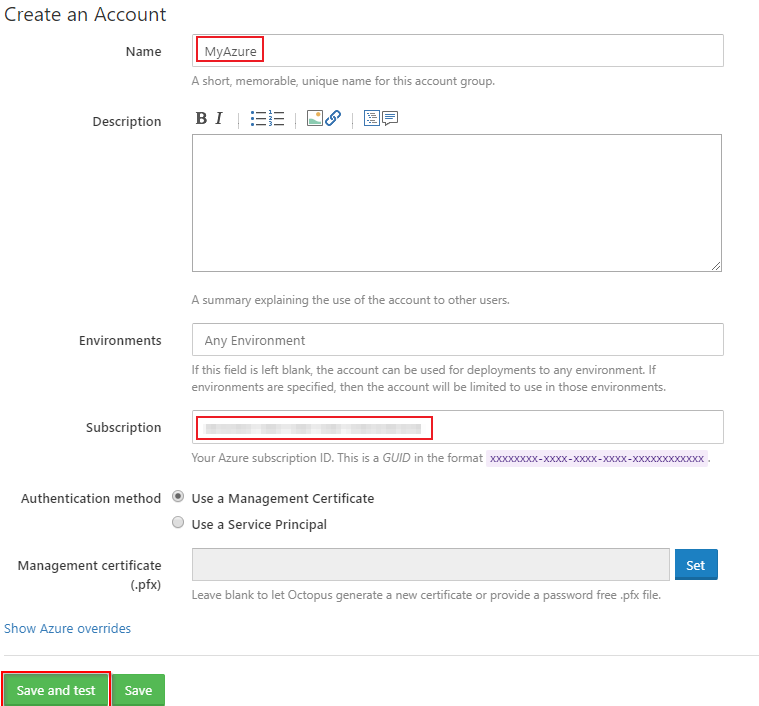 Create an Account
Name
MyAzure
A short, memorable, unique name for this account group.
Description
B I
A summary explaining the use of the account to other users.
Environments
Any Environment
If this field is left blank, the account can be used for deployments to any environment. If
environments are specified, then the account will be limited to use in those environments.
Subscription
Your Azure subscription ID. This is a GUID in the format xxxxxxxx-xxxx-xxxx-xxxx-xxxxxxxxxxxx.
Authentication method
Use a Management Certificate
Use a Service Principal
Management certificate
(.pfx)
Set
Leave blank to let Octopus generate a new certificate or provide a password free .pfx file.
Show Azure overrides
Save and test
Save